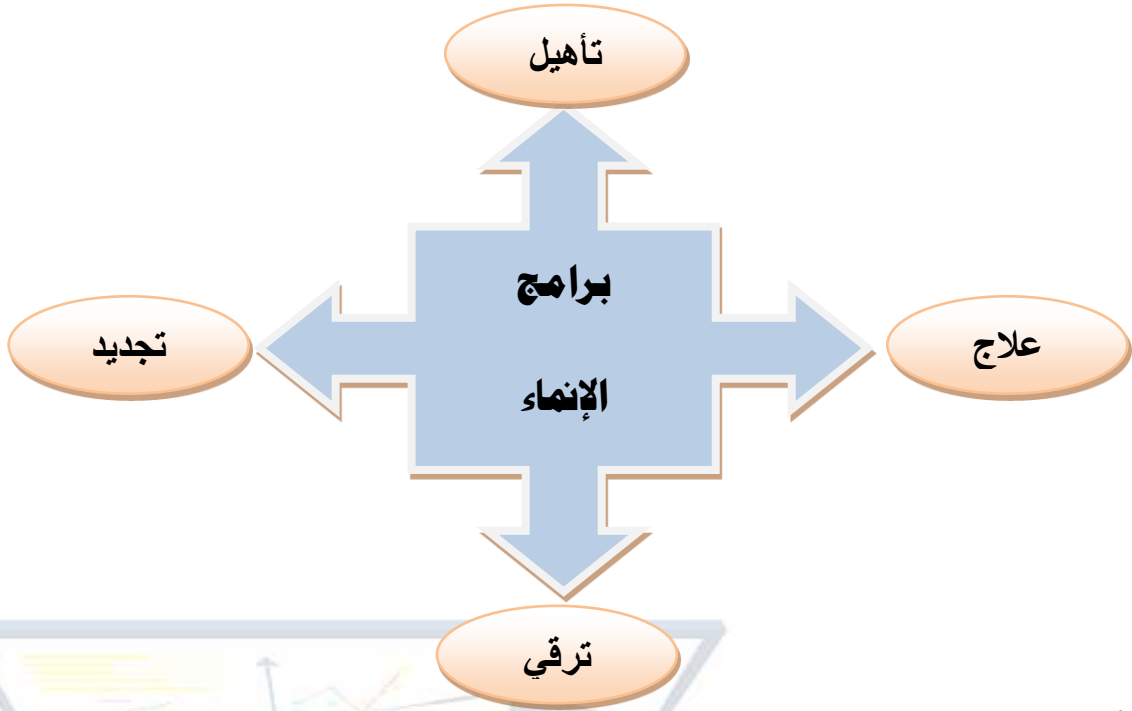 تأهيل
برامج
الإنماء
علاج
تجديد
ترقي